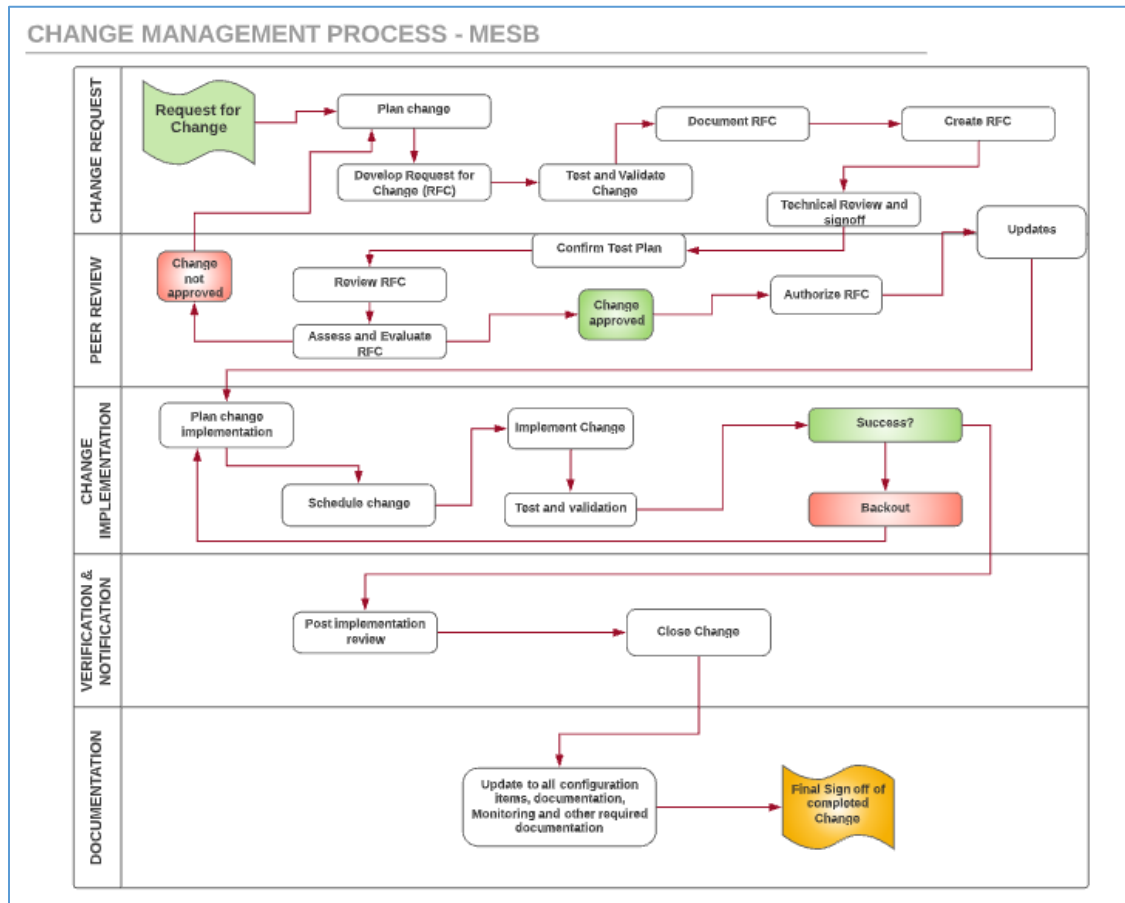 CHANGE MANAGEMENT PROCESS - MESB
CHANGE REQUEST
Request for
Change
Plan change
Develop Request for
Change (RFC)
Test and Validate
Change
Document RFC
Create RFC
Technical Review and
signoff
Updates
PEER REVIEW
Change
not
approved
Confirm Test Plan
Review RFC
Assess and Evaluate
RFC
Change
approved
Authorize RFC
CHANGE
IMPLEMENTATION
Plan change
implementation
Schedule change
Implement Change
Test and validation
Success?
Backout
VERIFICATION &
NOTIFICATION
Post implementation
review
Close Change
DOCUMENTATION
Update to all configuration
items, documentation,
Monitoring and other required
documentation
Final Sign off of
completed
Change